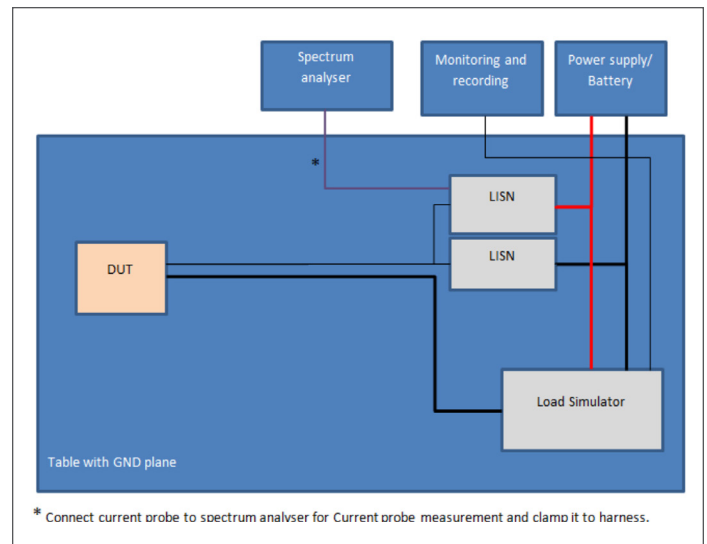 Spectrum
analyser
Monitoring and
recording
Power supply/
Battery
*
LISN
LISN
DUT
Load Simulator
Table with GND plane
* Connect current probe to spectrum analyser for Current probe measurement and clamp it to harness.